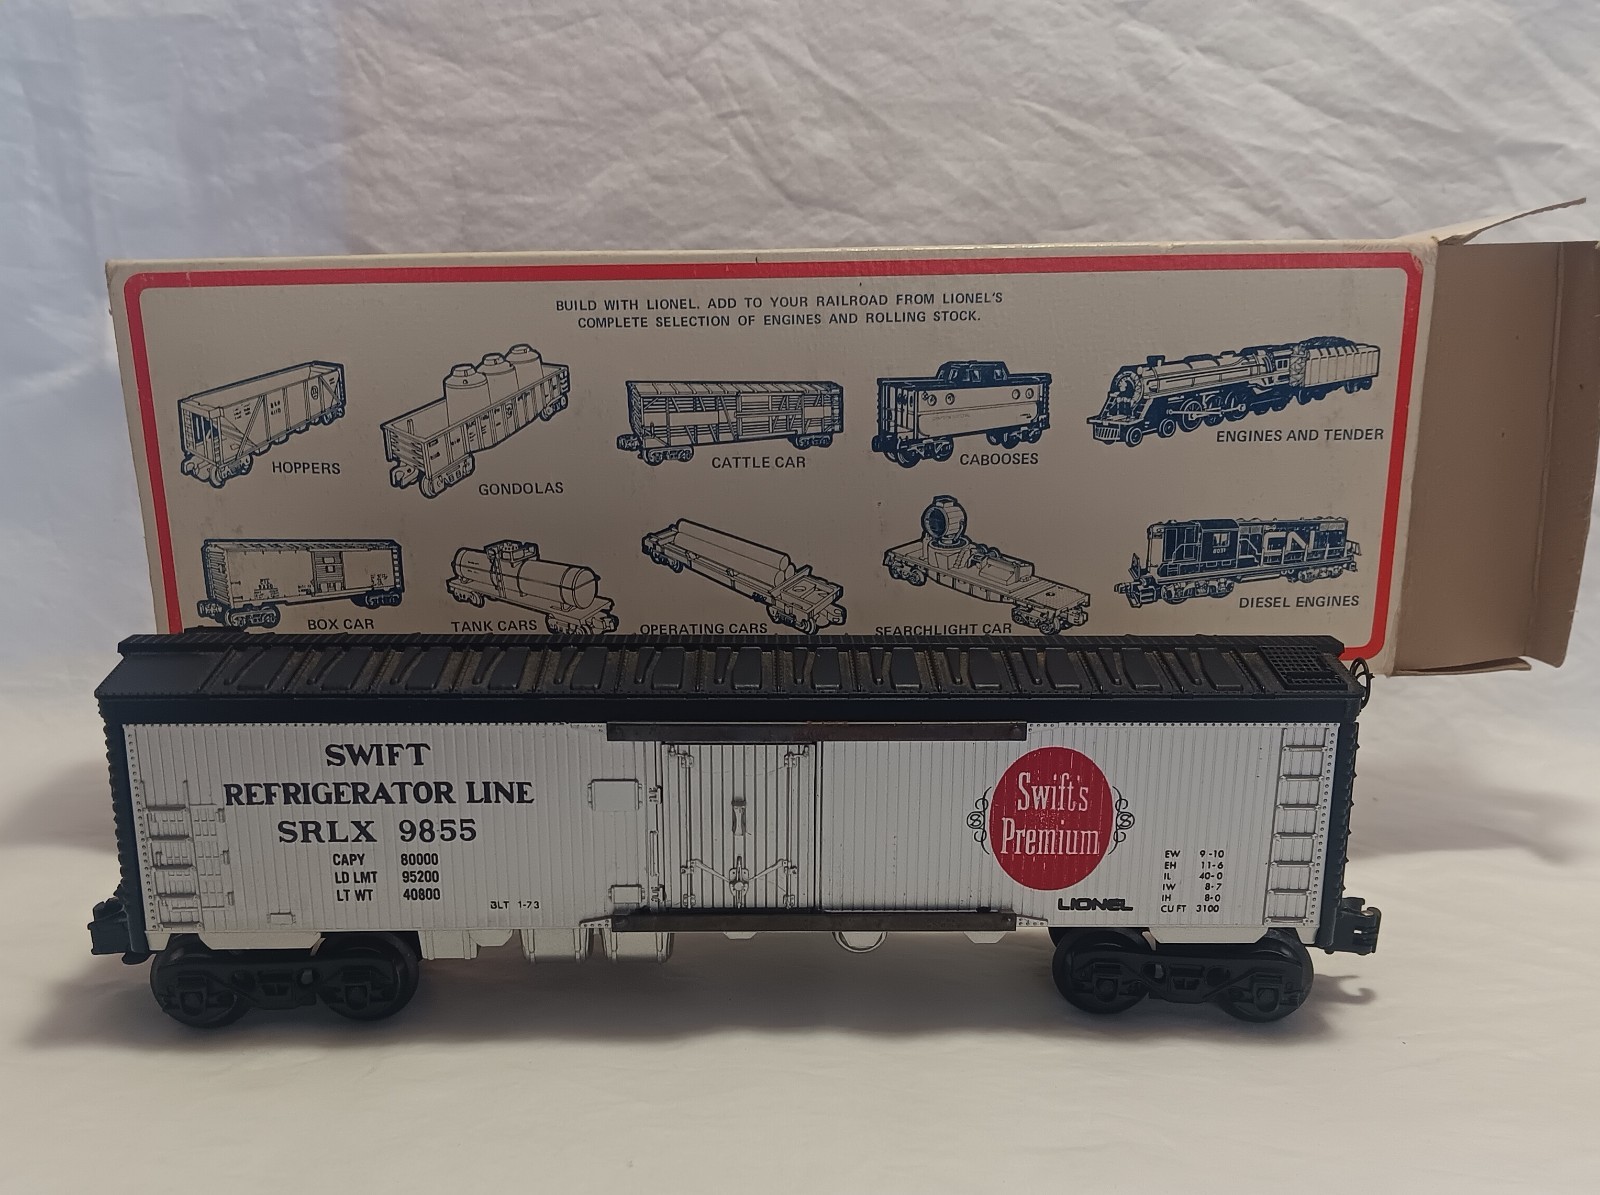 BUILD WITH LIONEL. ADD TO YOUR RAILROAD FROM LIONEL'S
COMPLETE SELECTION OF ENGINES AND ROLLING STOCK.
HOPPERS
GONDOLAS
CATTLE CAR
CABOOSES
ENGINES AND TENDER
BOX CAR
TANK CARS
OPERATING CARS
SEARCHLIGHT CAR
CN
DIESEL ENGINES
SWIFT
REFRIGERATOR LINE
SRLX 9855
CAPY 80000
LD LMT 95200
LT WT 40800
BLT 1-73
Swift's
Premium
S S
LIONEL
EW 9-10
EH 11-6
IL 40-0
IW 8-7
IH 8-0
CU FT 3100